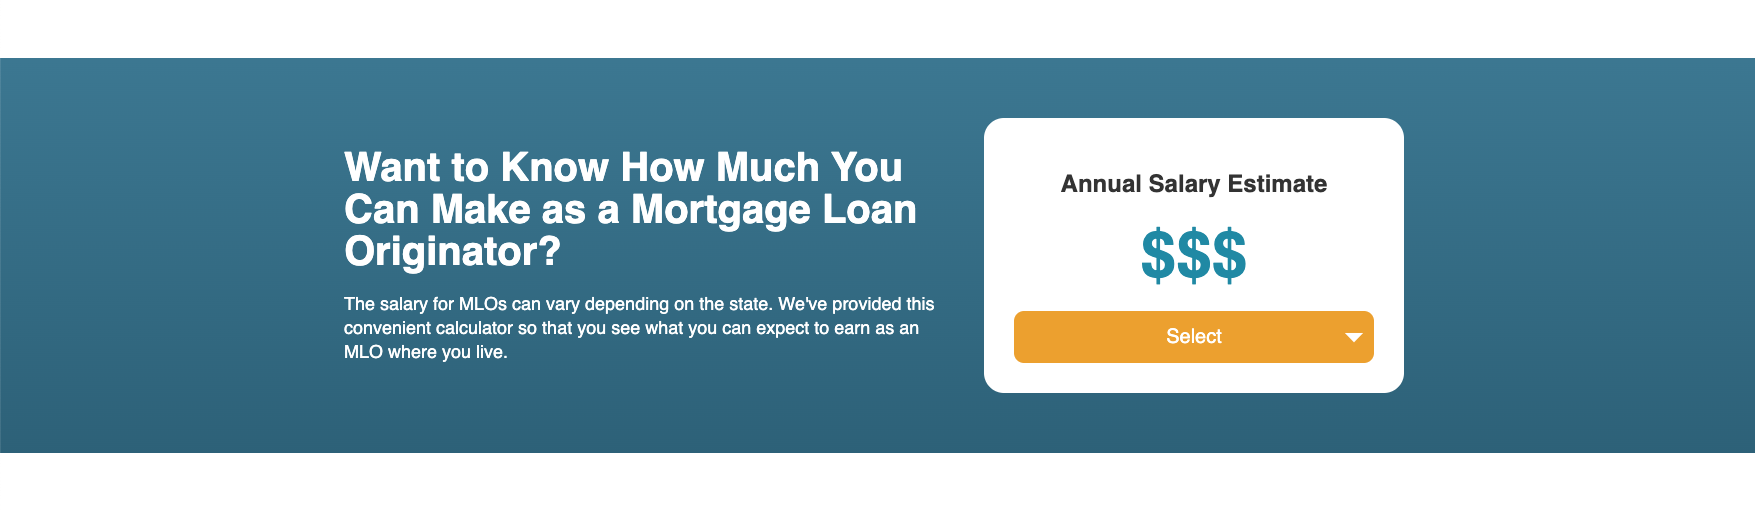 Want to Know How Much You
Can Make as a Mortgage Loan
Originator?
The salary for MLOs can vary depending on the state. We've provided this
convenient calculator so that you see what you can expect to earn as an
MLO where you live.
Annual Salary Estimate
$$$
Select